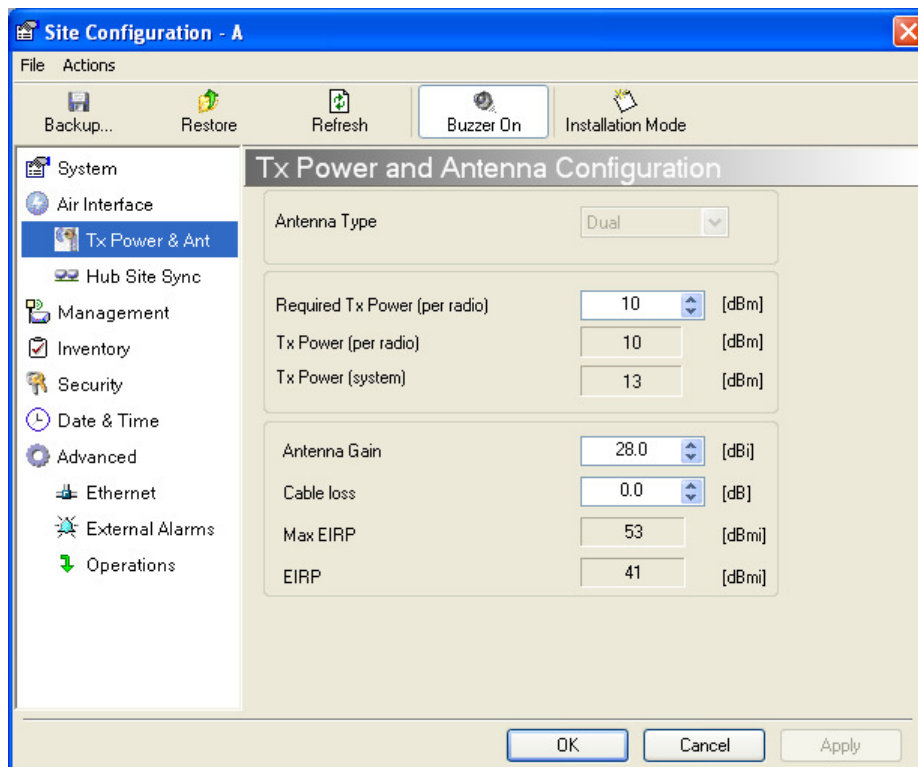 Site Configuration - A
File Actions
Backup... Restore Refresh Buzzer On Installation Mode
System
Air Interface
Tx Power & Ant
Hub Site Sync
Management
Inventory
Security
Date & Time
Advanced
Ethernet
External Alarms
Operations
Tx Power and Antenna Configuration
Antenna Type Dual
Required Tx Power (per radio) 10 [dBm]
Tx Power (per radio) 10 [dBm]
Tx Power (system) 13 [dBm]
Antenna Gain 28.0 [dBi]
Cable loss 0.0 [dB]
Max EIRP 53 [dBmi]
EIRP 41 [dBmi]
OK Cancel Apply